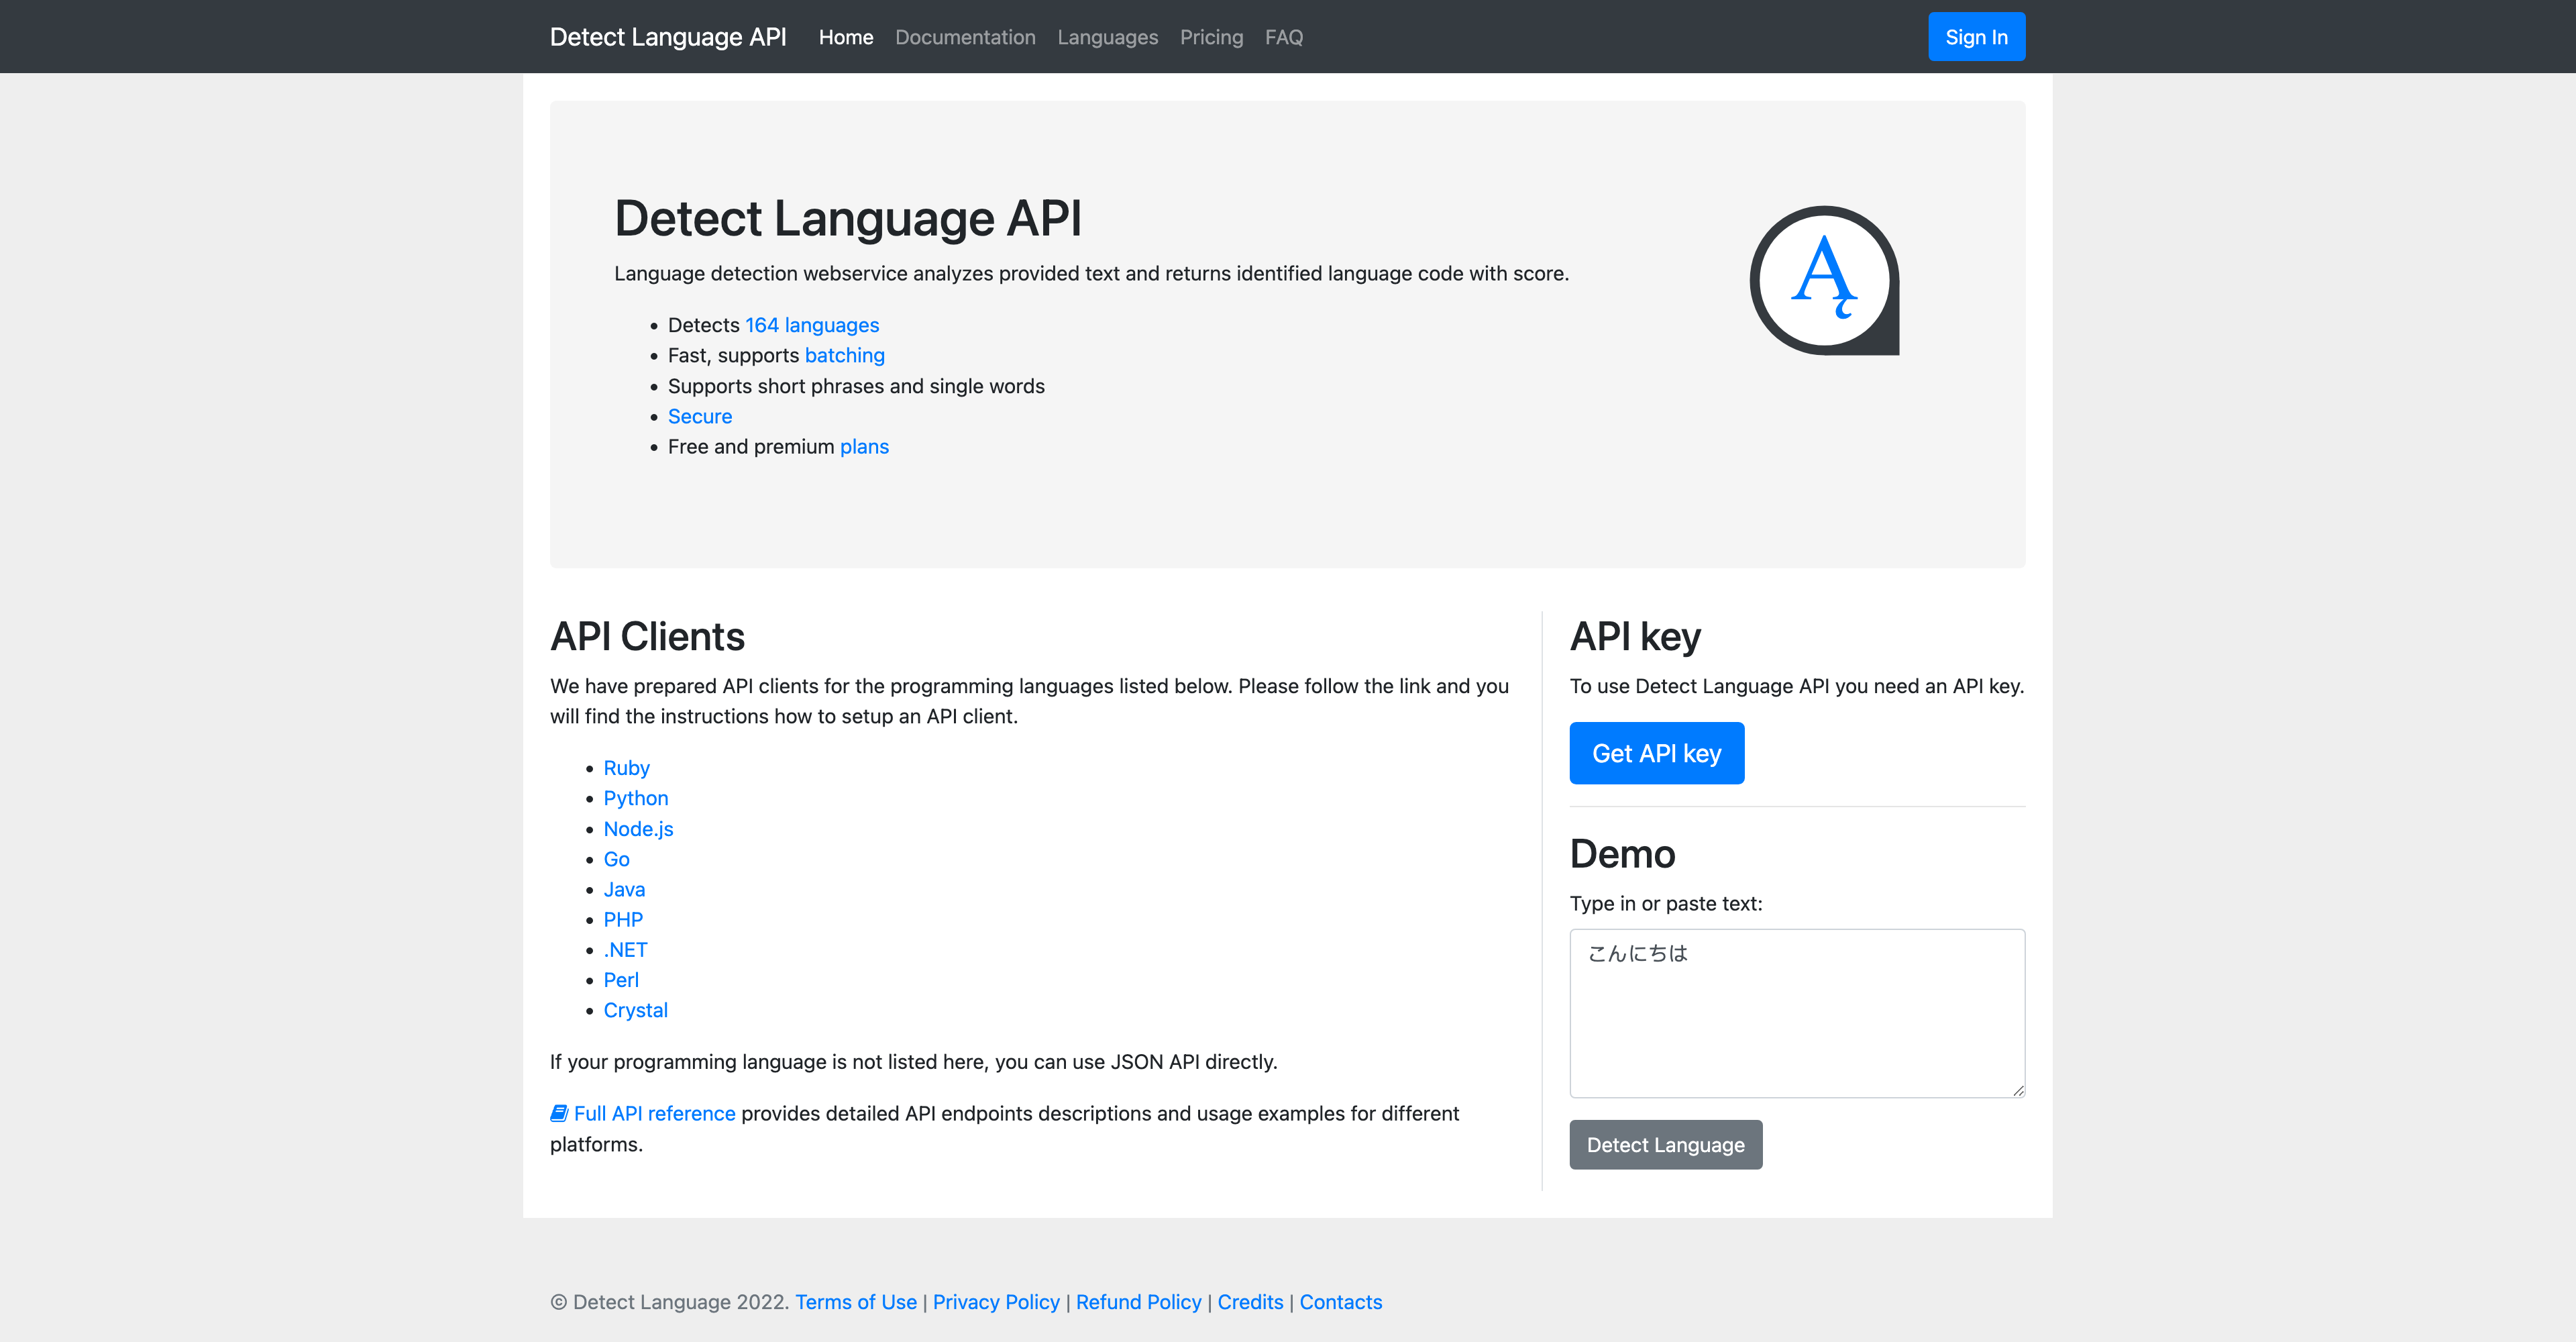 Detect Language API Home Documentation Languages Pricing FAQ Sign In
Detect Language API
Language detection webservice analyzes provided text and returns identified language code with score.
Detects 164 languages
Fast, supports batching
Supports short phrases and single words
Secure
Free and premium plans
Ą
API Clients
We have prepared API clients for the programming languages listed below. Please follow the link and you
will find the instructions how to setup an API client.
Ruby
Python
Node.js
Go
Java
PHP
.NET
Perl
Crystal
If your programming language is not listed here, you can use JSON API directly.
Full API reference provides detailed API endpoints descriptions and usage examples for different
platforms.
API key
To use Detect Language API you need an API key.
Get API key
Demo
Type in or paste text:
こんにちは
Detect Language
© Detect Language 2022. Terms of Use | Privacy Policy | Refund Policy | Credits | Contacts